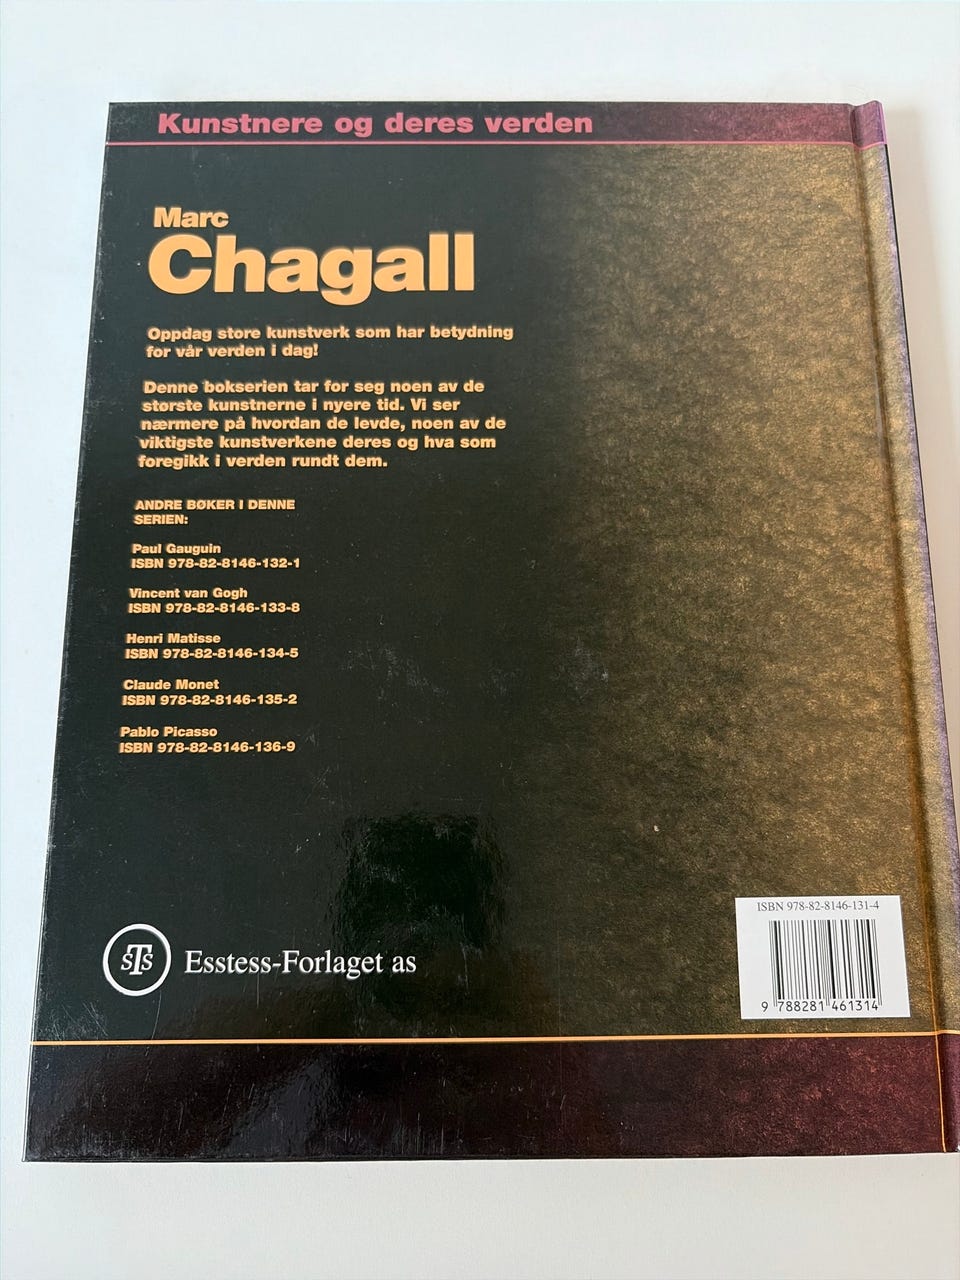 Kunstnere og deres verden
Marc
Chagall
Oppdag store kunstverk som har betydning
for vår verden i dag!
Denne bokserien tar for seg noen av de
største kunstnerne i nyere tid. Vi ser
nærmere på hvordan de levde, noen av de
viktigste kunstverkene deres og hva som
foregikk i verden rundt dem.
ANDRE BØKER I DENNE
SERIEN:
Paul Gauguin
ISBN 978-82-8146-132-1
Vincent van Gogh
ISBN 978-82-8146-133-8
Henri Matisse
ISBN 978-82-8146-134-5
Claude Monet
ISBN 978-82-8146-135-2
Pablo Picasso
ISBN 978-82-8146-136-9
STS Esstess-Forlaget as
ISBN 978-82-8146-131-4
9 788281 461314